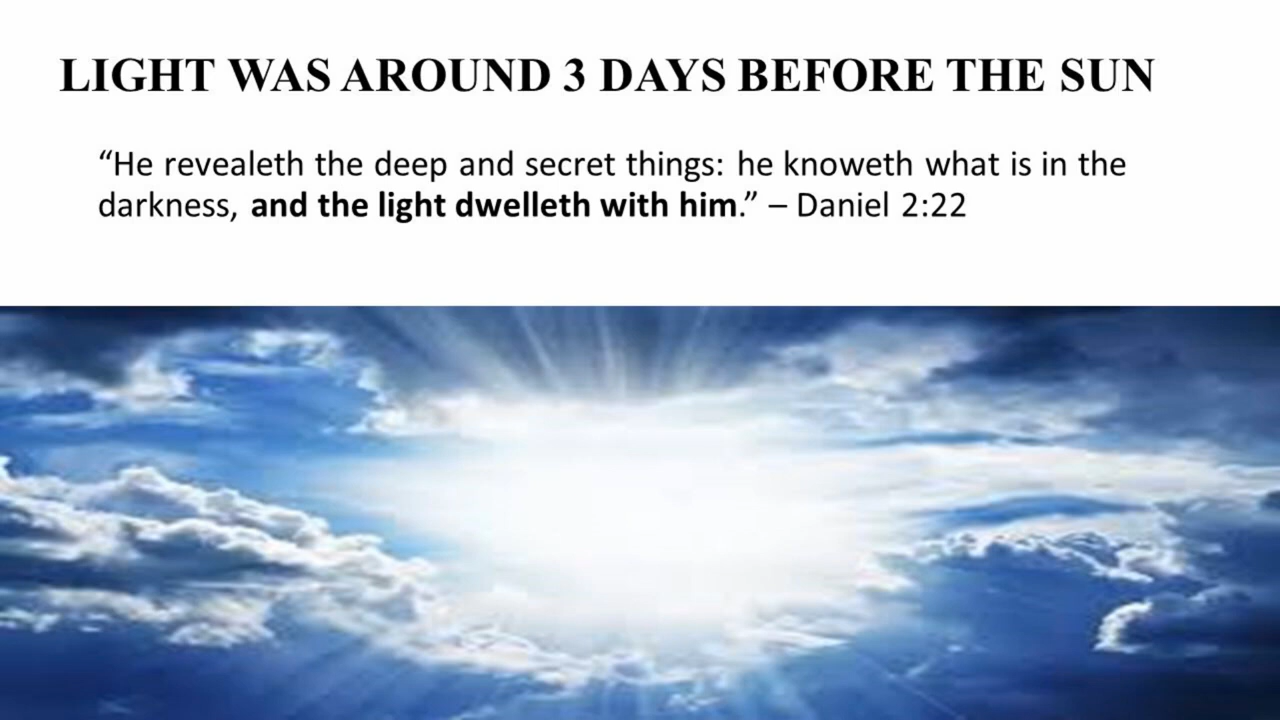 LIGHT WAS AROUND 3 DAYS BEFORE THE SUN
“He revealeth the deep and secret things: he knoweth what is in the
darkness, and the light dwelleth with him.” – Daniel 2:22